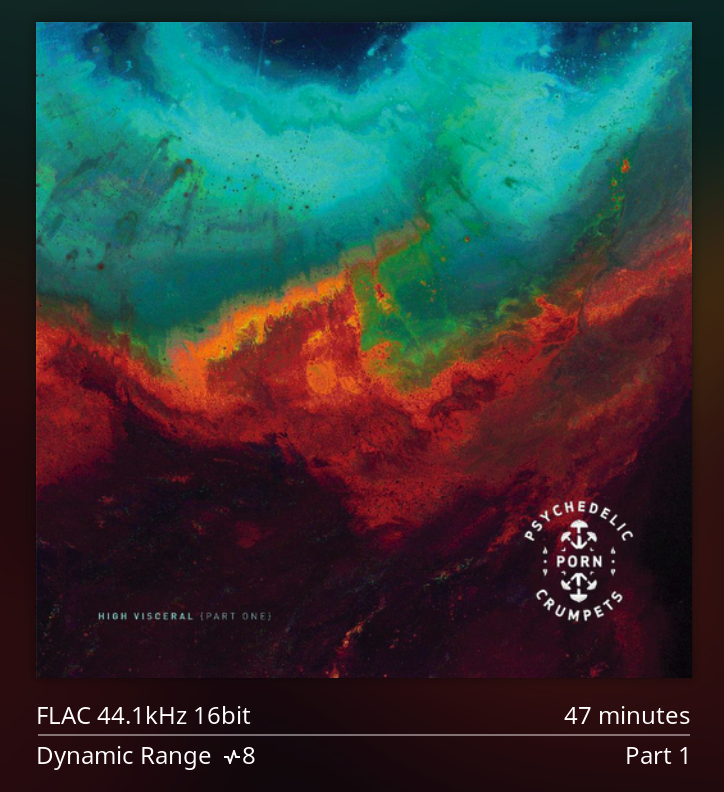 PSYCHEDELIC
PORN
CRUMPETS
HIGH VISCERAL {PART ONE}
FLAC 44.1kHz 16bit
47 minutes
Dynamic Range 8
Part 1